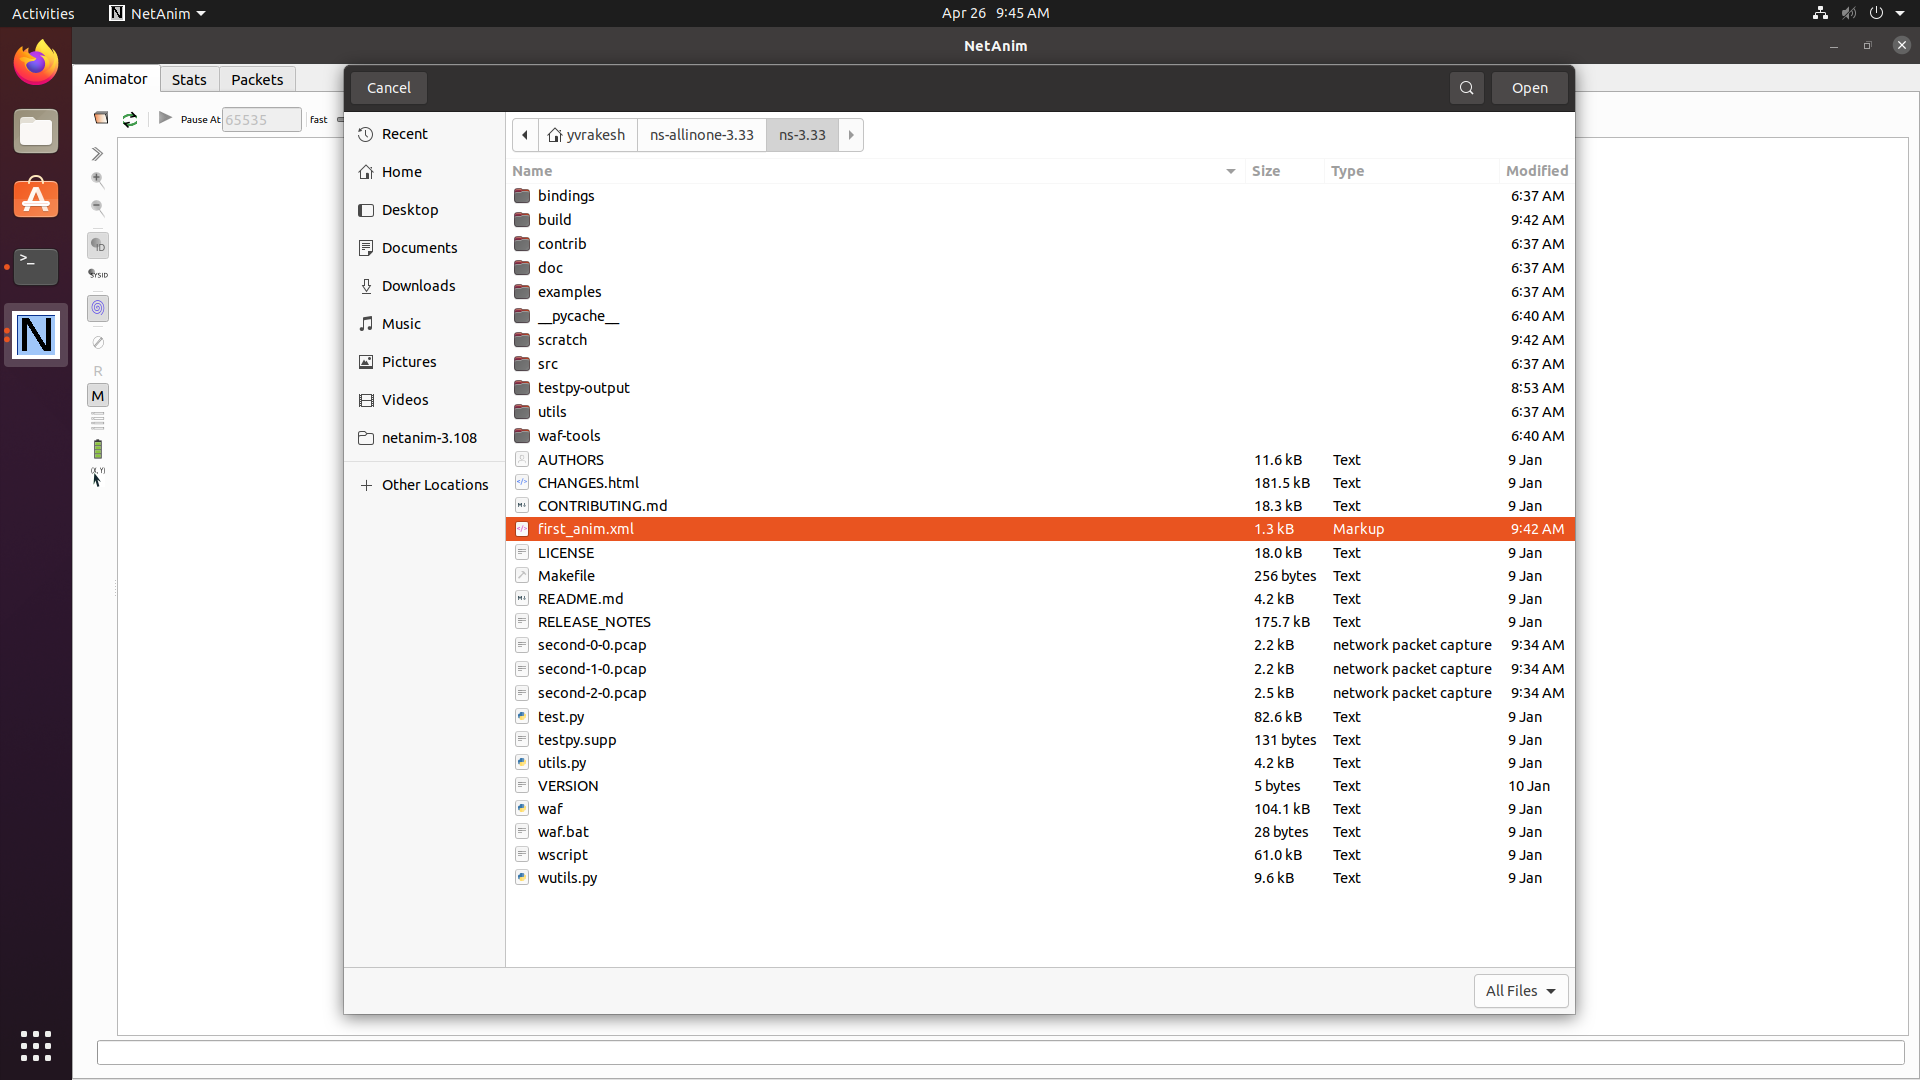 Activities NetAnim Apr 26 9:45 AM
NetAnim
Animator Stats Packets
Cancel Open
Pause At 65535 fast
Recent
Home
Desktop
Documents
Downloads
Music
Pictures
Videos
netanim-3.108
Other Locations
ID
SYSID
R
M
(X, Y)
yvrakesh ns-allinone-3.33 ns-3.33
Name Size Type Modified
bindings 6:37 AM
build 9:42 AM
contrib 6:37 AM
doc 6:37 AM
examples 6:37 AM
__pycache__ 6:40 AM
scratch 9:42 AM
src 6:37 AM
testpy-output 8:53 AM
utils 6:37 AM
waf-tools 6:40 AM
AUTHORS 11.6 kB Text 9 Jan
CHANGES.html 181.5 kB Text 9 Jan
CONTRIBUTING.md 18.3 kB Text 9 Jan
first_anim.xml 1.3 kB Markup 9:42 AM
LICENSE 18.0 kB Text 9 Jan
Makefile 256 bytes Text 9 Jan
README.md 4.2 kB Text 9 Jan
RELEASE_NOTES 175.7 kB Text 9 Jan
second-0-0.pcap 2.2 kB network packet capture 9:34 AM
second-1-0.pcap 2.2 kB network packet capture 9:34 AM
second-2-0.pcap 2.5 kB network packet capture 9:34 AM
test.py 82.6 kB Text 9 Jan
testpy.supp 131 bytes Text 9 Jan
utils.py 4.2 kB Text 9 Jan
VERSION 5 bytes Text 10 Jan
waf 104.1 kB Text 9 Jan
waf.bat 28 bytes Text 9 Jan
wscript 61.0 kB Text 9 Jan
wutils.py 9.6 kB Text 9 Jan
All Files